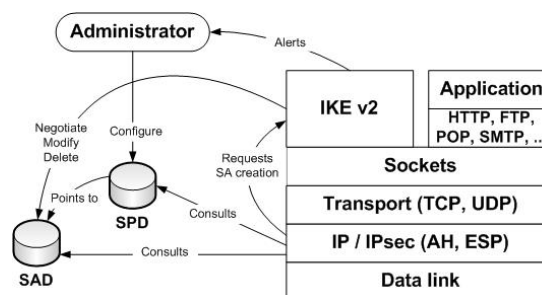 Administrator
Alerts
IKE v2
Application
HTTP, FTP,
POP, SMTP, ...
Negotiate
Modify
Delete
Configure
Requests
SA creation
Sockets
Points to
SPD
Consults
Transport (TCP, UDP)
IP / IPsec (AH, ESP)
SAD
Consults
Data link